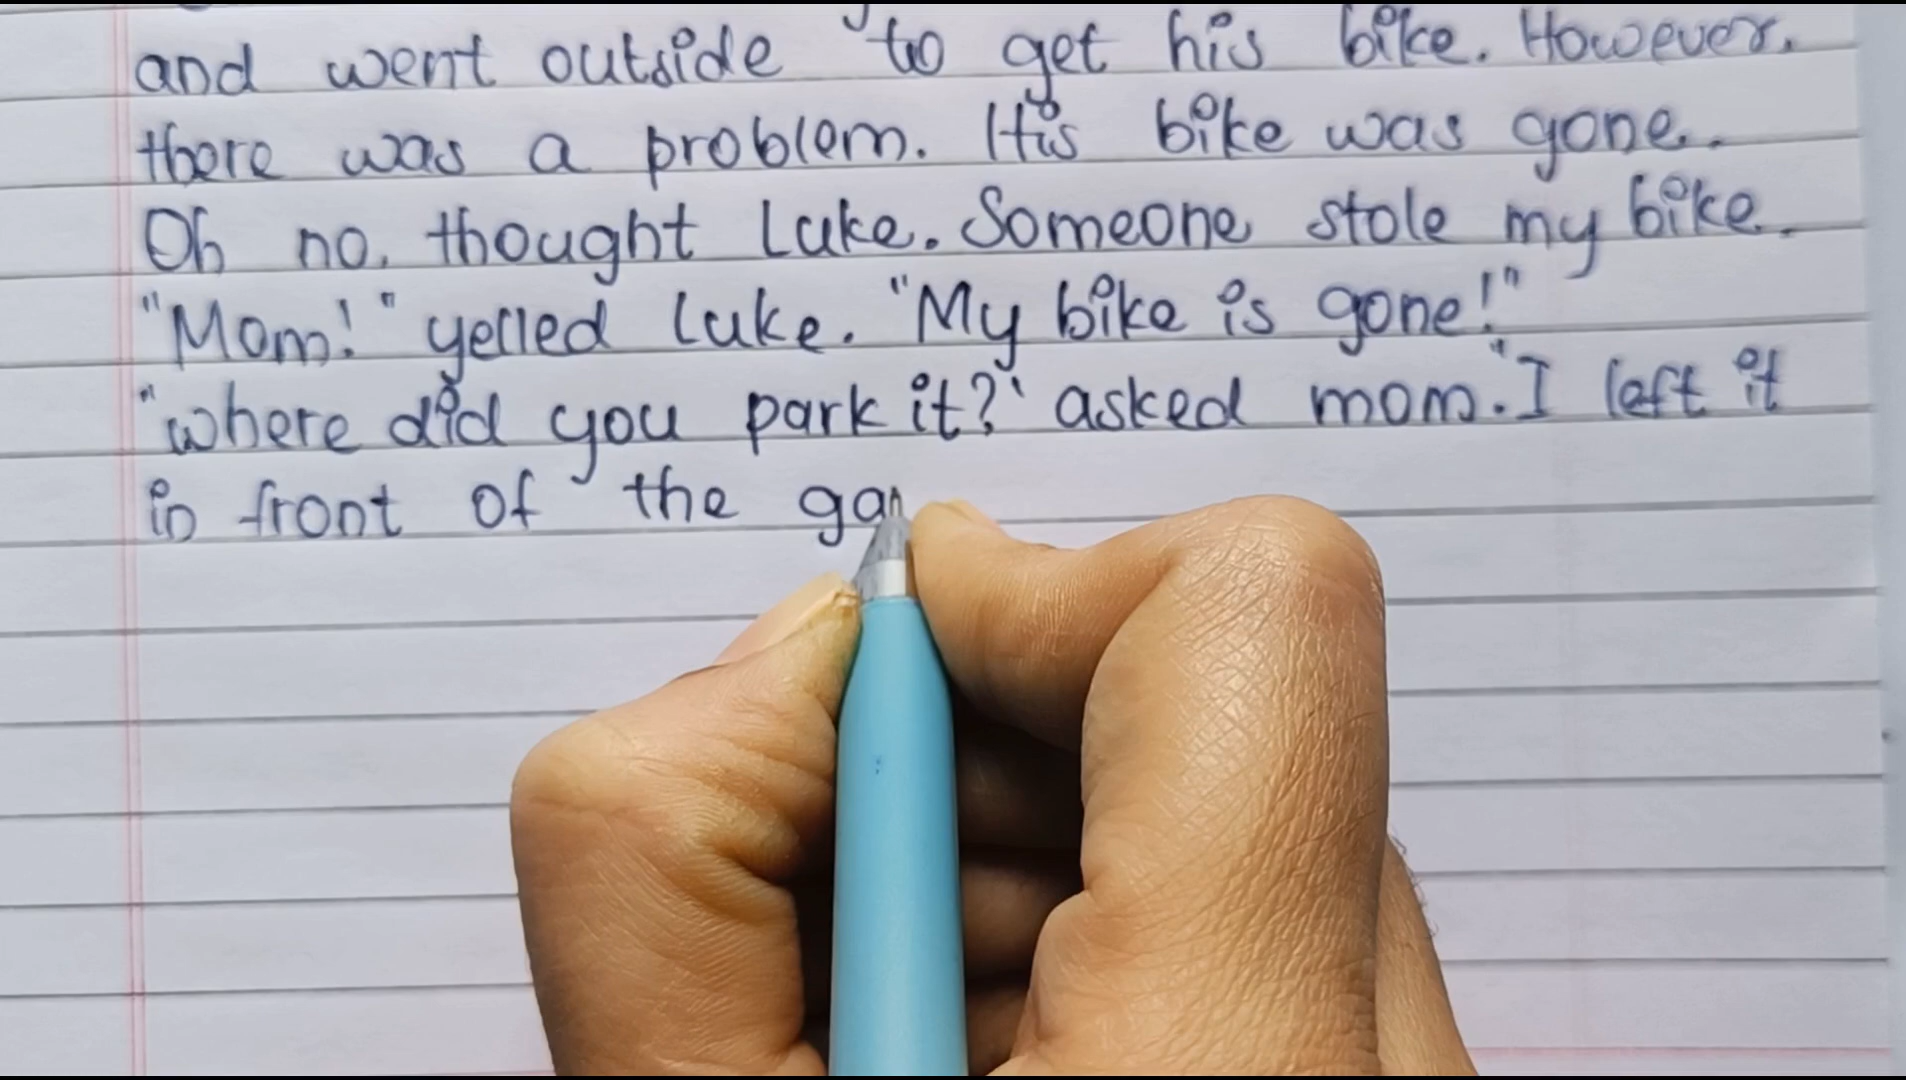 and went outside to get his bike. However,
there was a problem. His bike was gone.
Oh no, thought Luke. Someone stole my bike.
"Mom!" yelled Luke. "My bike is gone!"
"where did you park it?" asked mom. "I left it
in front of the ga